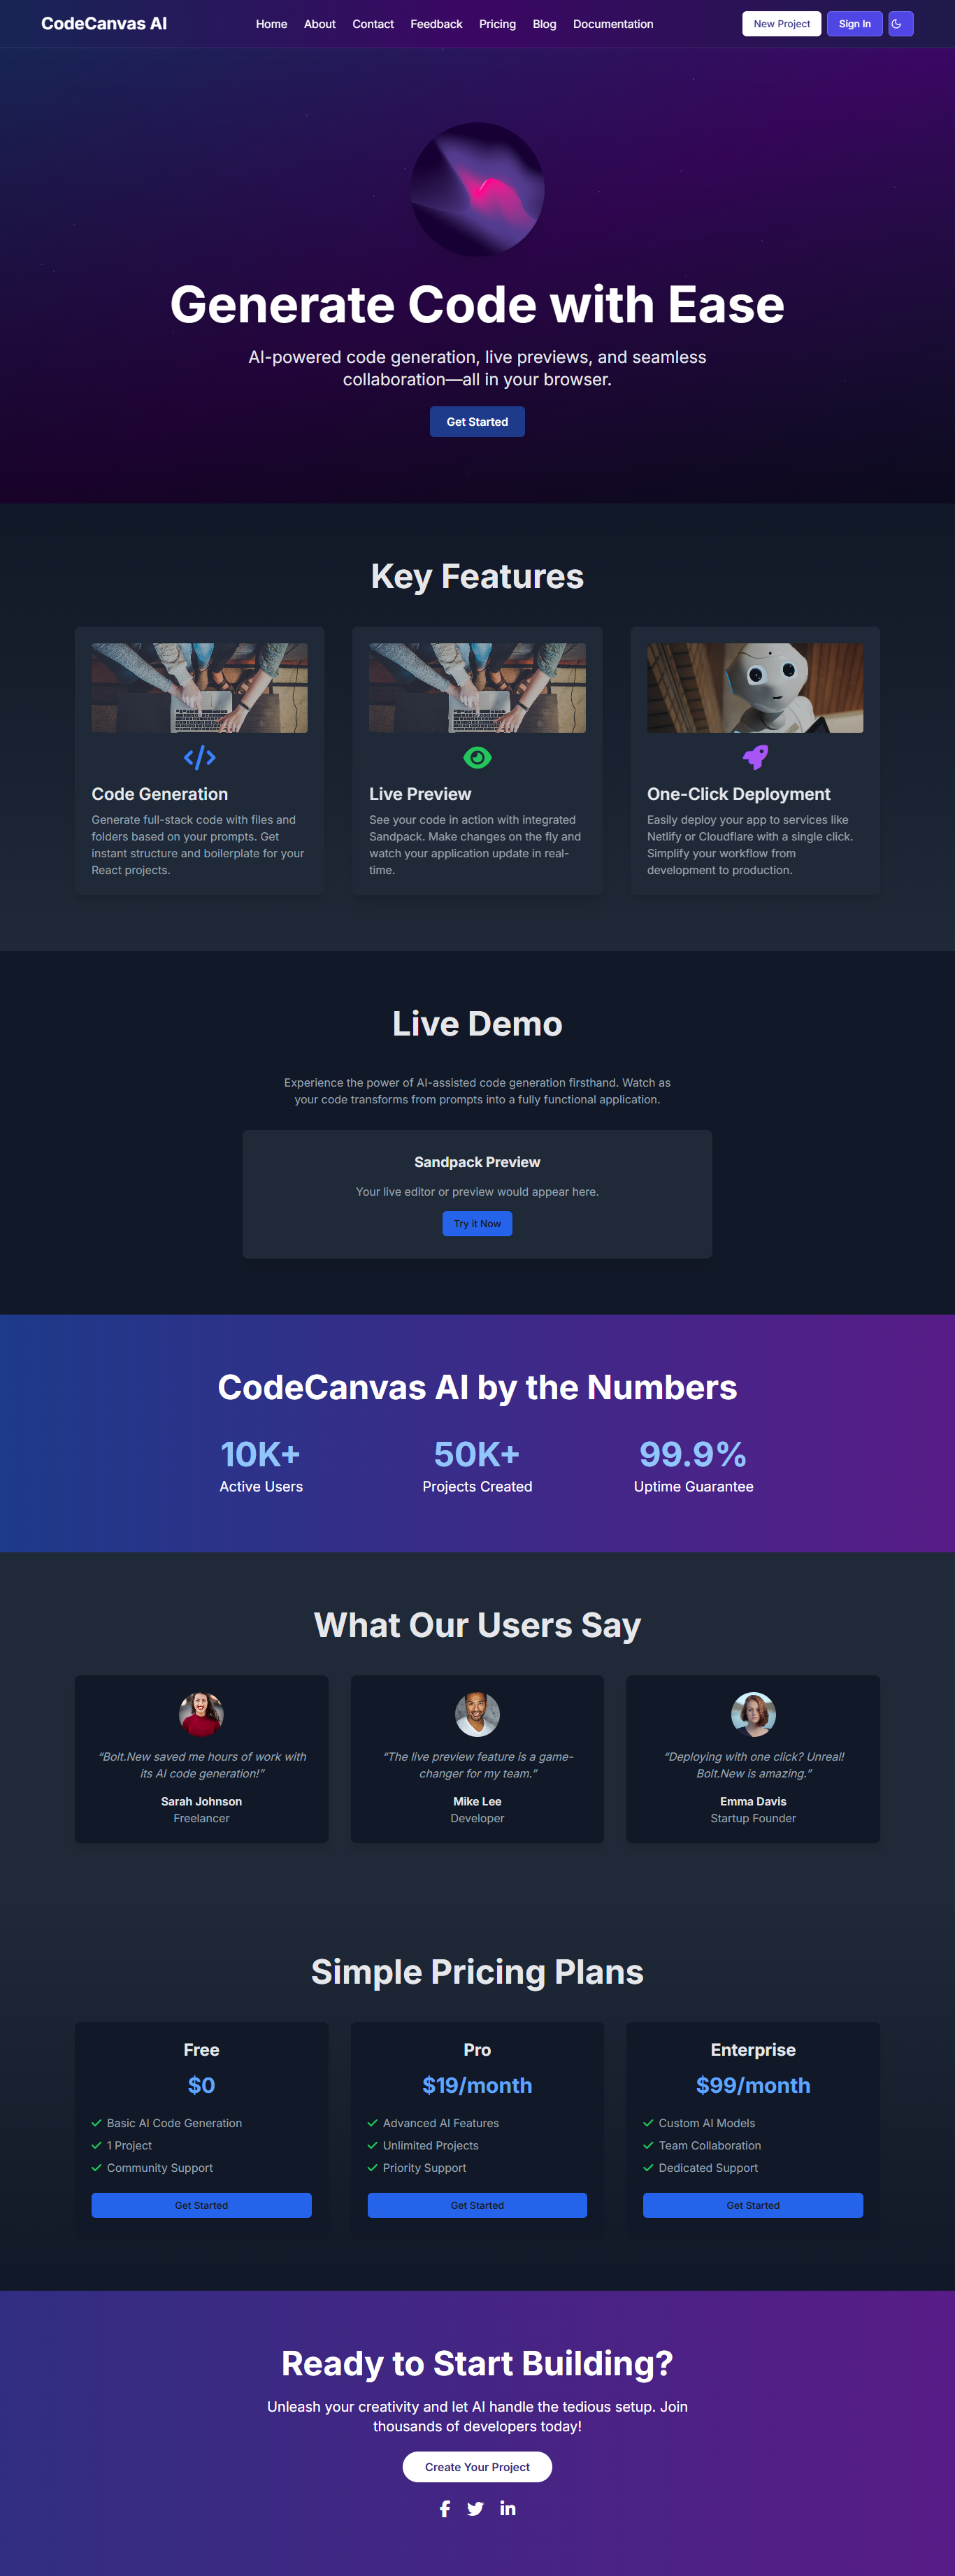 CodeCanvas AI
Home About Contact Feedback Pricing Blog Documentation
New Project Sign In
Generate Code with Ease
AI-powered code generation, live previews, and seamless
collaboration—all in your browser.
Get Started
Key Features
Code Generation
Generate full-stack code with files and
folders based on your prompts. Get
instant structure and boilerplate for your
React projects.
Live Preview
See your code in action with integrated
Sandpack. Make changes on the fly and
watch your application update in real-
time.
One-Click Deployment
Easily deploy your app to services like
Netlify or Cloudflare with a single click.
Simplify your workflow from
development to production.
Live Demo
Experience the power of AI-assisted code generation firsthand. Watch as
your code transforms from prompts into a fully functional application.
Sandpack Preview
Your live editor or preview would appear here.
Try it Now
CodeCanvas AI by the Numbers
10K+
Active Users
50K+
Projects Created
99.9%
Uptime Guarantee
What Our Users Say
“Bolt.New saved me hours of work with
its AI code generation!”
Sarah Johnson
Freelancer
“The live preview feature is a game-
changer for my team.”
Mike Lee
Developer
“Deploying with one click? Unreal!
Bolt.New is amazing.”
Emma Davis
Startup Founder
Simple Pricing Plans
Free
$0
Basic AI Code Generation
1 Project
Community Support
Get Started
Pro
$19/month
Advanced AI Features
Unlimited Projects
Priority Support
Get Started
Enterprise
$99/month
Custom AI Models
Team Collaboration
Dedicated Support
Get Started
Ready to Start Building?
Unleash your creativity and let AI handle the tedious setup. Join
thousands of developers today!
Create Your Project